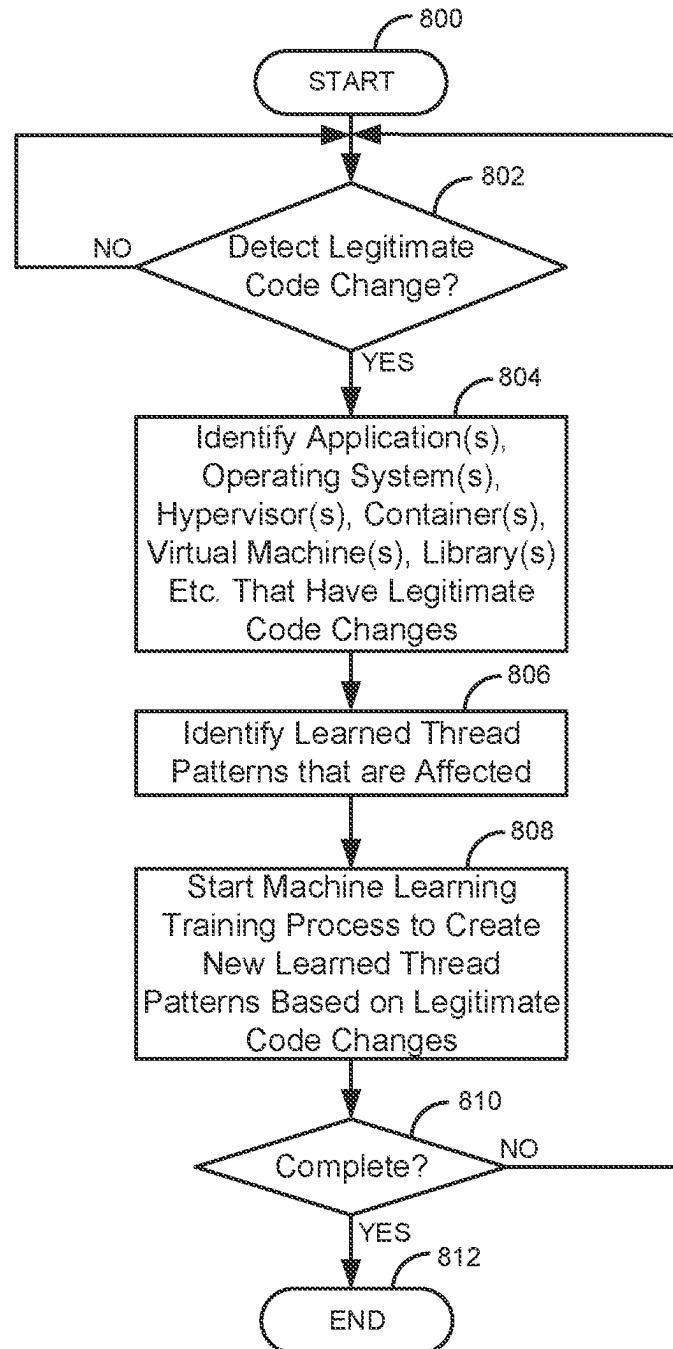 800
START
802
Detect Legitimate
Code Change?
NO
YES
804
Identify Application(s),
Operating System(s),
Hypervisor(s), Container(s),
Virtual Machine(s), Library(s)
Etc. That Have Legitimate
Code Changes
806
Identify Learned Thread
Patterns that are Affected
808
Start Machine Learning
Training Process to Create
New Learned Thread
Patterns Based on Legitimate
Code Changes
810
Complete?
NO
YES
812
END